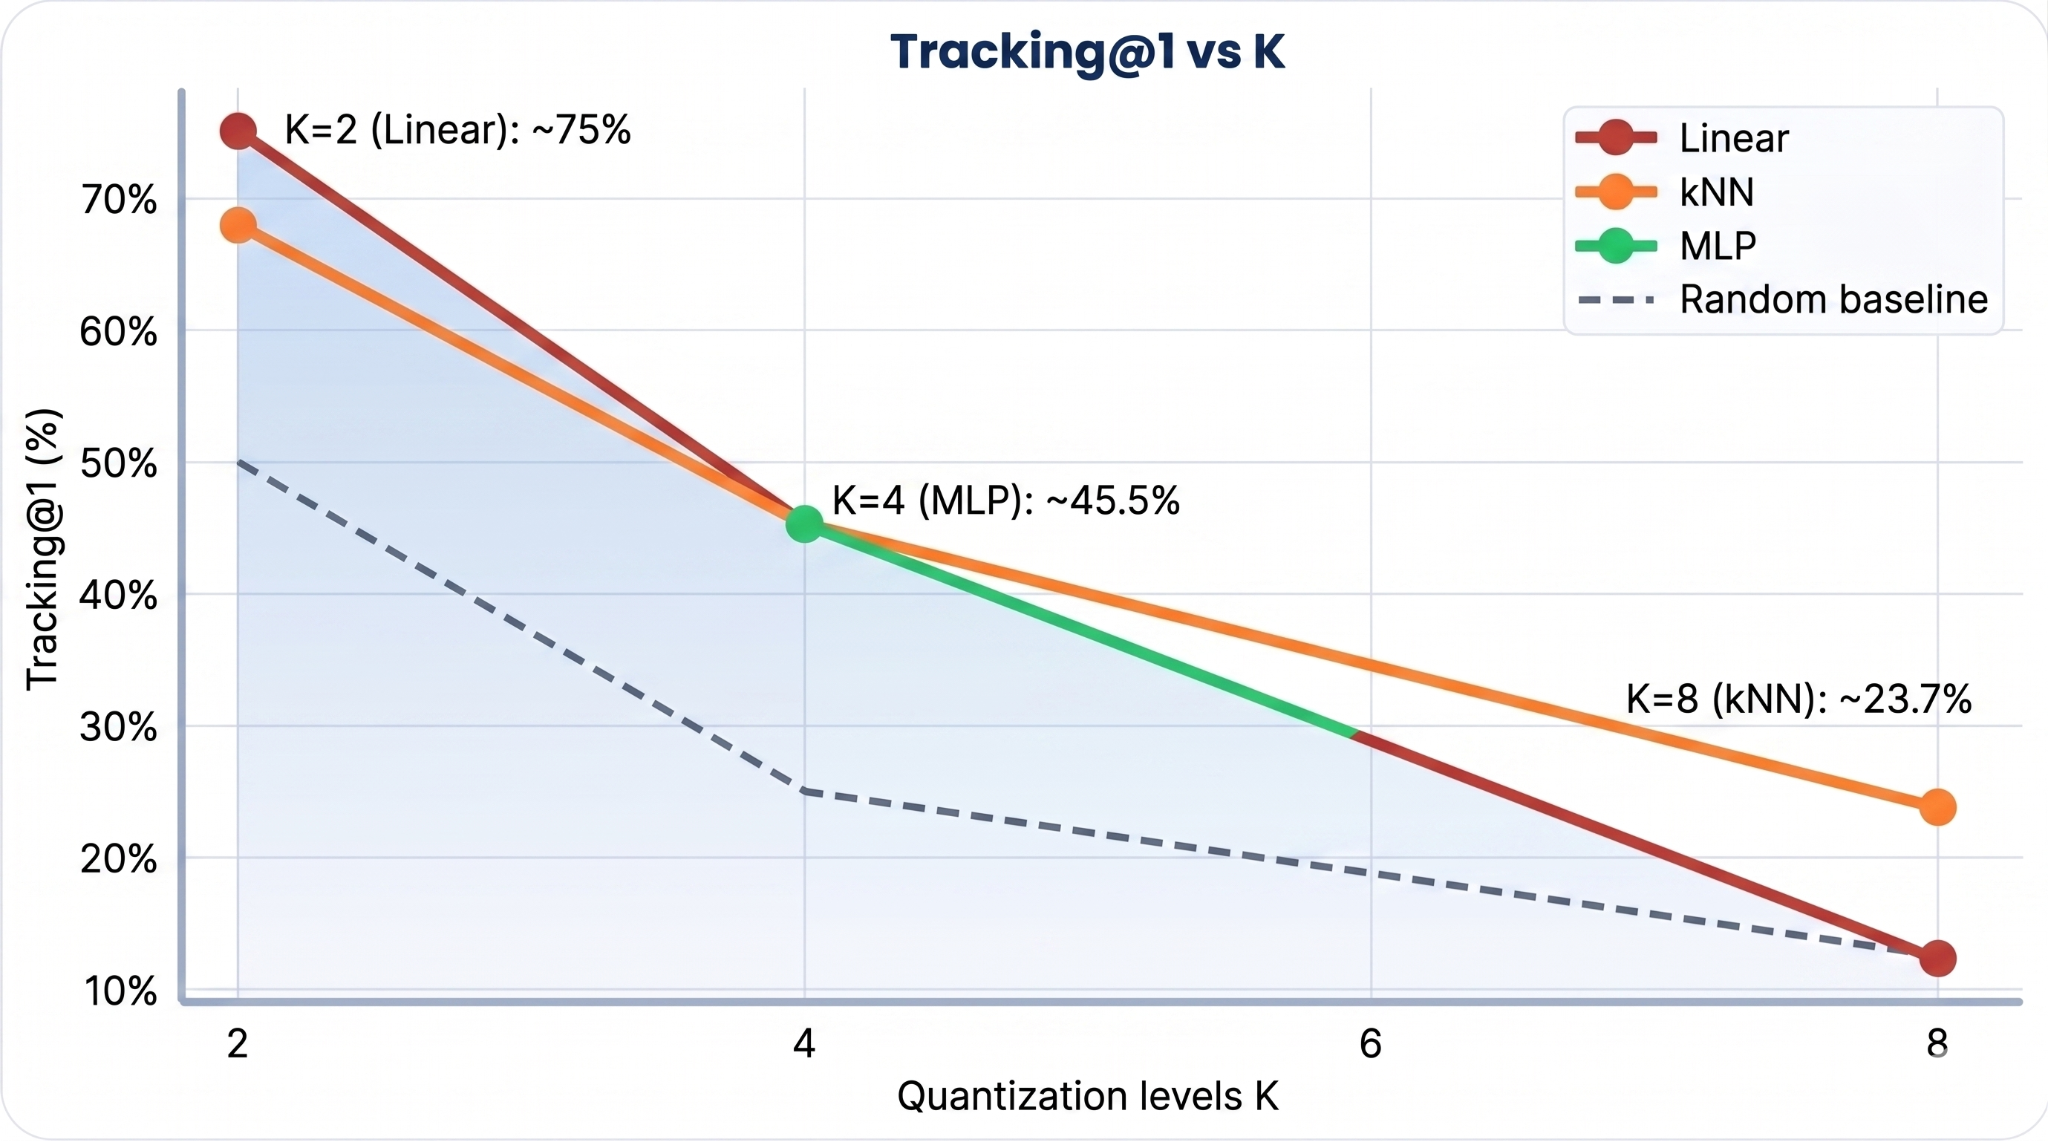 Tracking@1 vs K
K=2 (Linear): ~75%
Linear
kNN
MLP
Random baseline
70%
60%
50%
40%
30%
20%
10%
Tracking@1 (%)
K=4 (MLP): ~45.5%
K=8 (kNN): ~23.7%
2
4
6
8
Quantization levels K